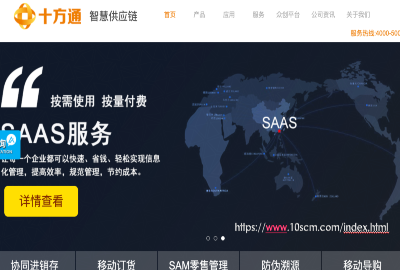 十方通 智慧供应链
首页 产品 应用 服务 众创平台 公司资讯 关于我们
服务热线:4000-500
按需使用 按量付费
SAAS服务
让每一个企业都可以快速、省钱、轻松实现信息
化管理，提高效率，规范管理，节约成本。
详情查看
SAAS
https://www.10scm.com/index.html
协同进销存 移动订货 SAM零售管理 防伪溯源 移动导购